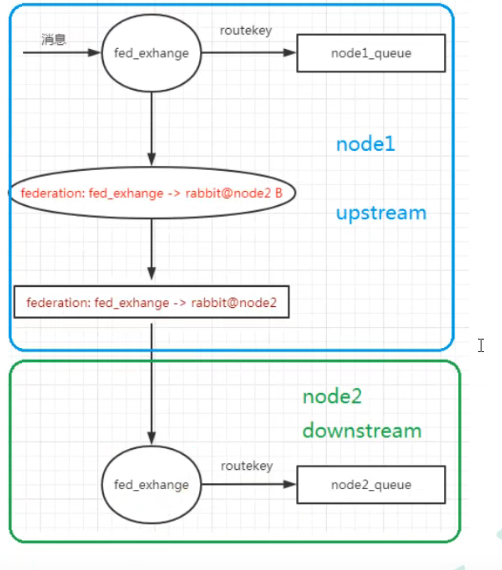 消息
fed_exhange
routekey
node1_queue
node1
federation: fed_exhange -> rabbit@node2 B
upstream
federation: fed_exhange -> rabbit@node2
node2
downstream
fed_exhange
routekey
node2_queue